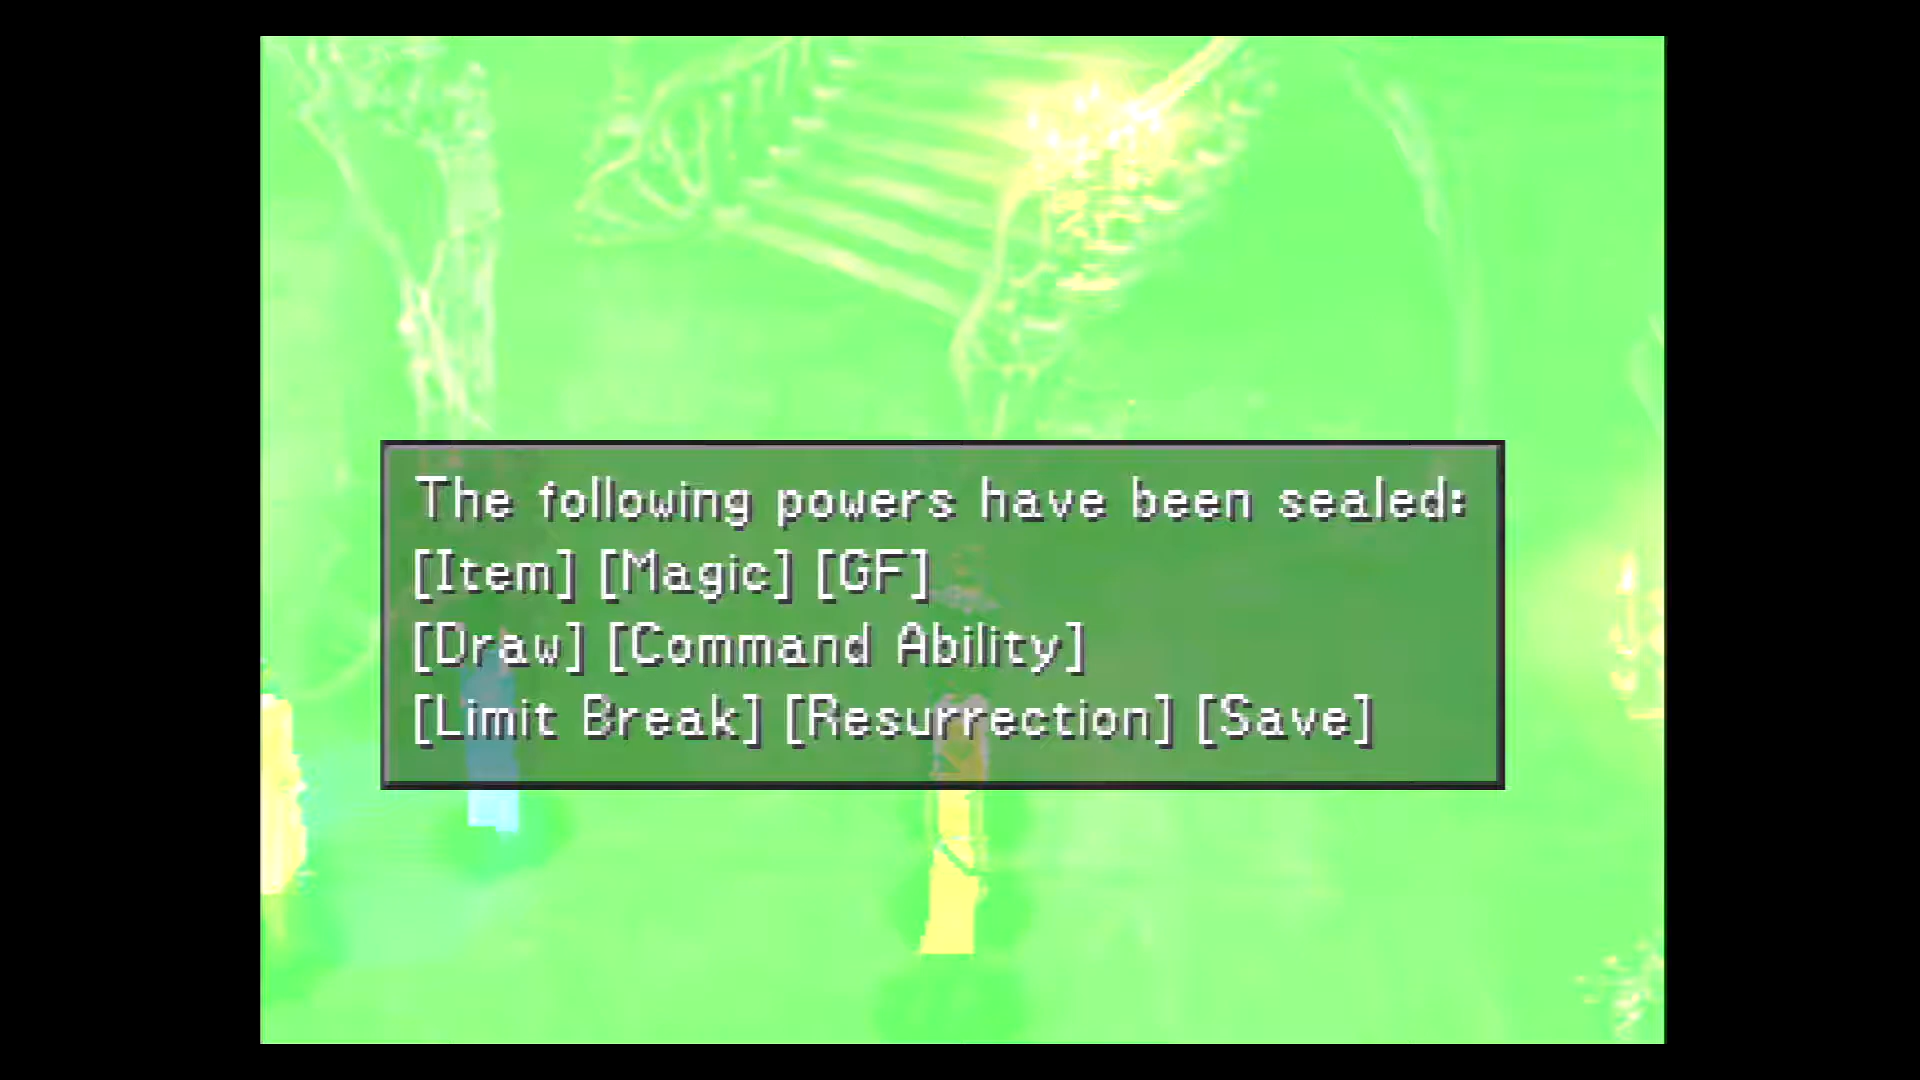 The following powers have been sealed:
[Item] [Magic] [GF]
[Draw] [Command Ability]
[Limit Break] [Resurrection] [Save]